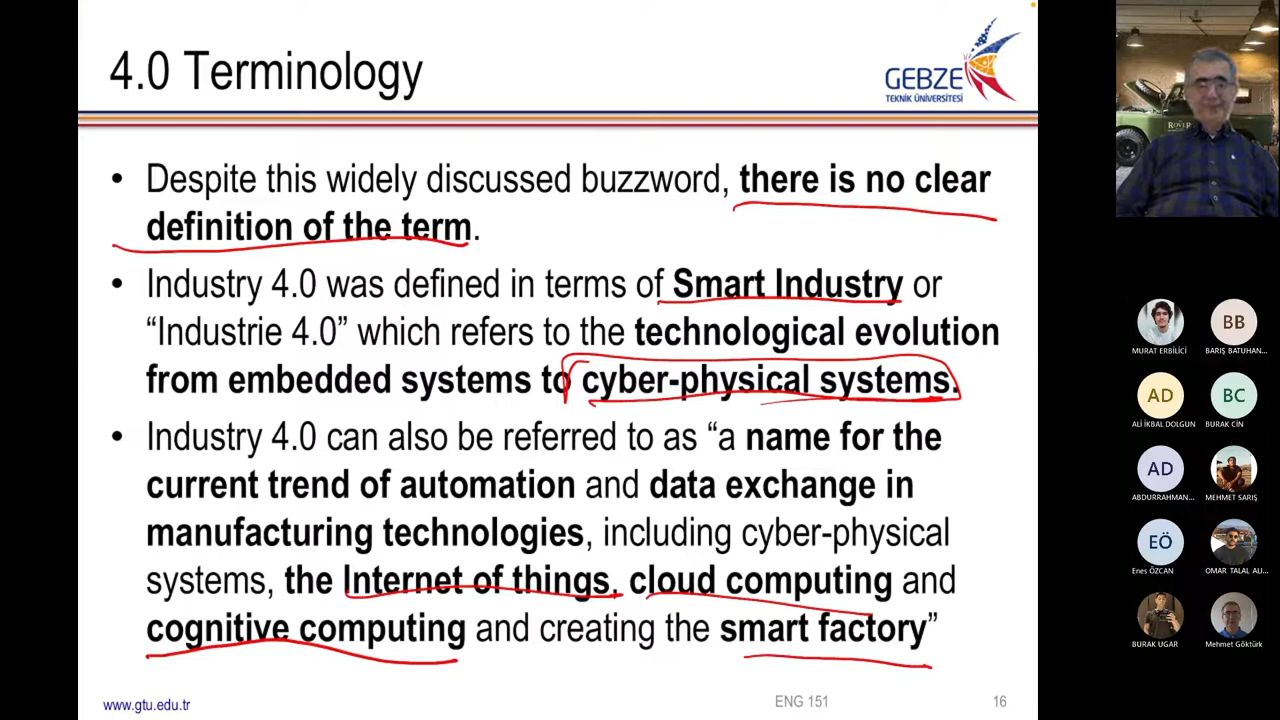 4.0 Terminology
GEBZE
TEKNİK ÜNİVERSİTESİ
• Despite this widely discussed buzzword, there is no clear
definition of the term.
• Industry 4.0 was defined in terms of Smart Industry or
“Industrie 4.0” which refers to the technological evolution
from embedded systems to cyber-physical systems.
• Industry 4.0 can also be referred to as “a name for the
current trend of automation and data exchange in
manufacturing technologies, including cyber-physical
systems, the Internet of things, cloud computing and
cognitive computing and creating the smart factory”
www.gtu.edu.tr
ENG 151
16
ROVER
BB
MURAT ERBİLİCİ
BARIŞ BATUHAN...
AD
BC
ALİ İKBAL DOLGUN
BURAK CİN
AD
ABDURRAHMAN...
MEHMET SARIŞ
EÖ
Enes ÖZCAN
OMAR TALAL ALI...
BURAK UGAR
Mehmet Göktürk